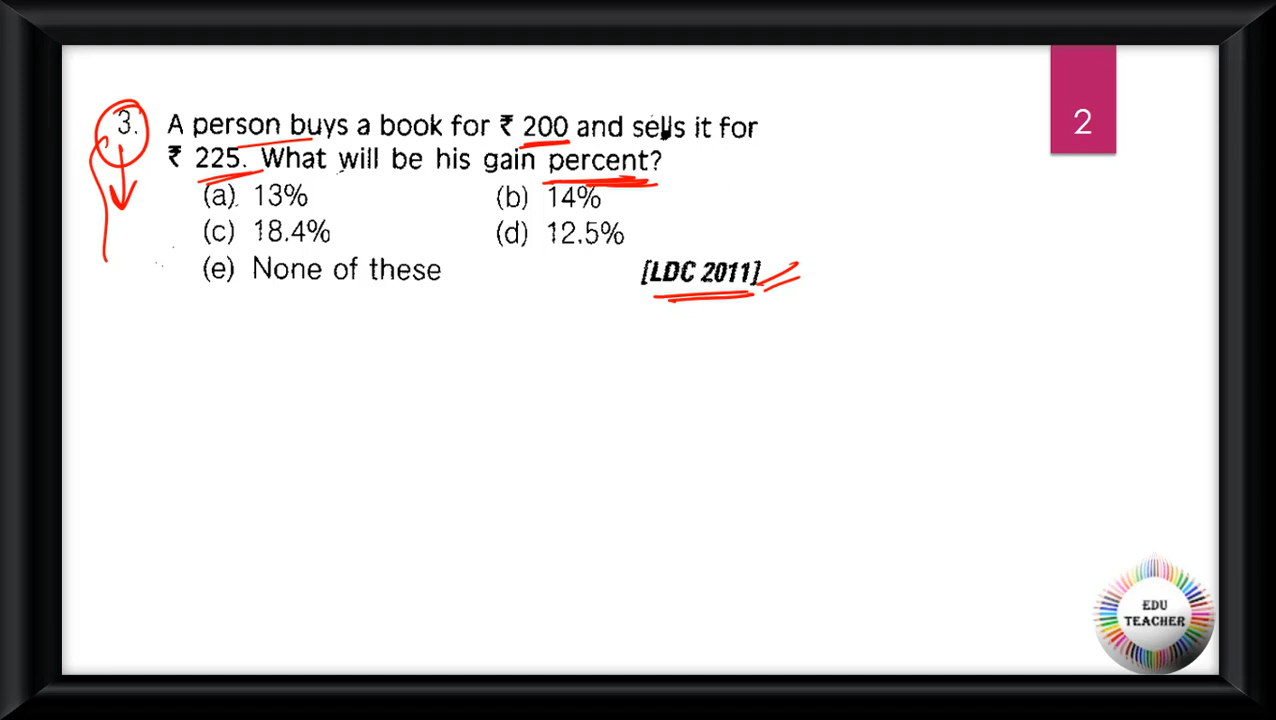 2
3. A person buys a book for ₹ 200 and sells it for
₹ 225. What will be his gain percent?
(a) 13% (b) 14%
(c) 18.4% (d) 12.5%
(e) None of these [LDC 2011]
EDU
TEACHER